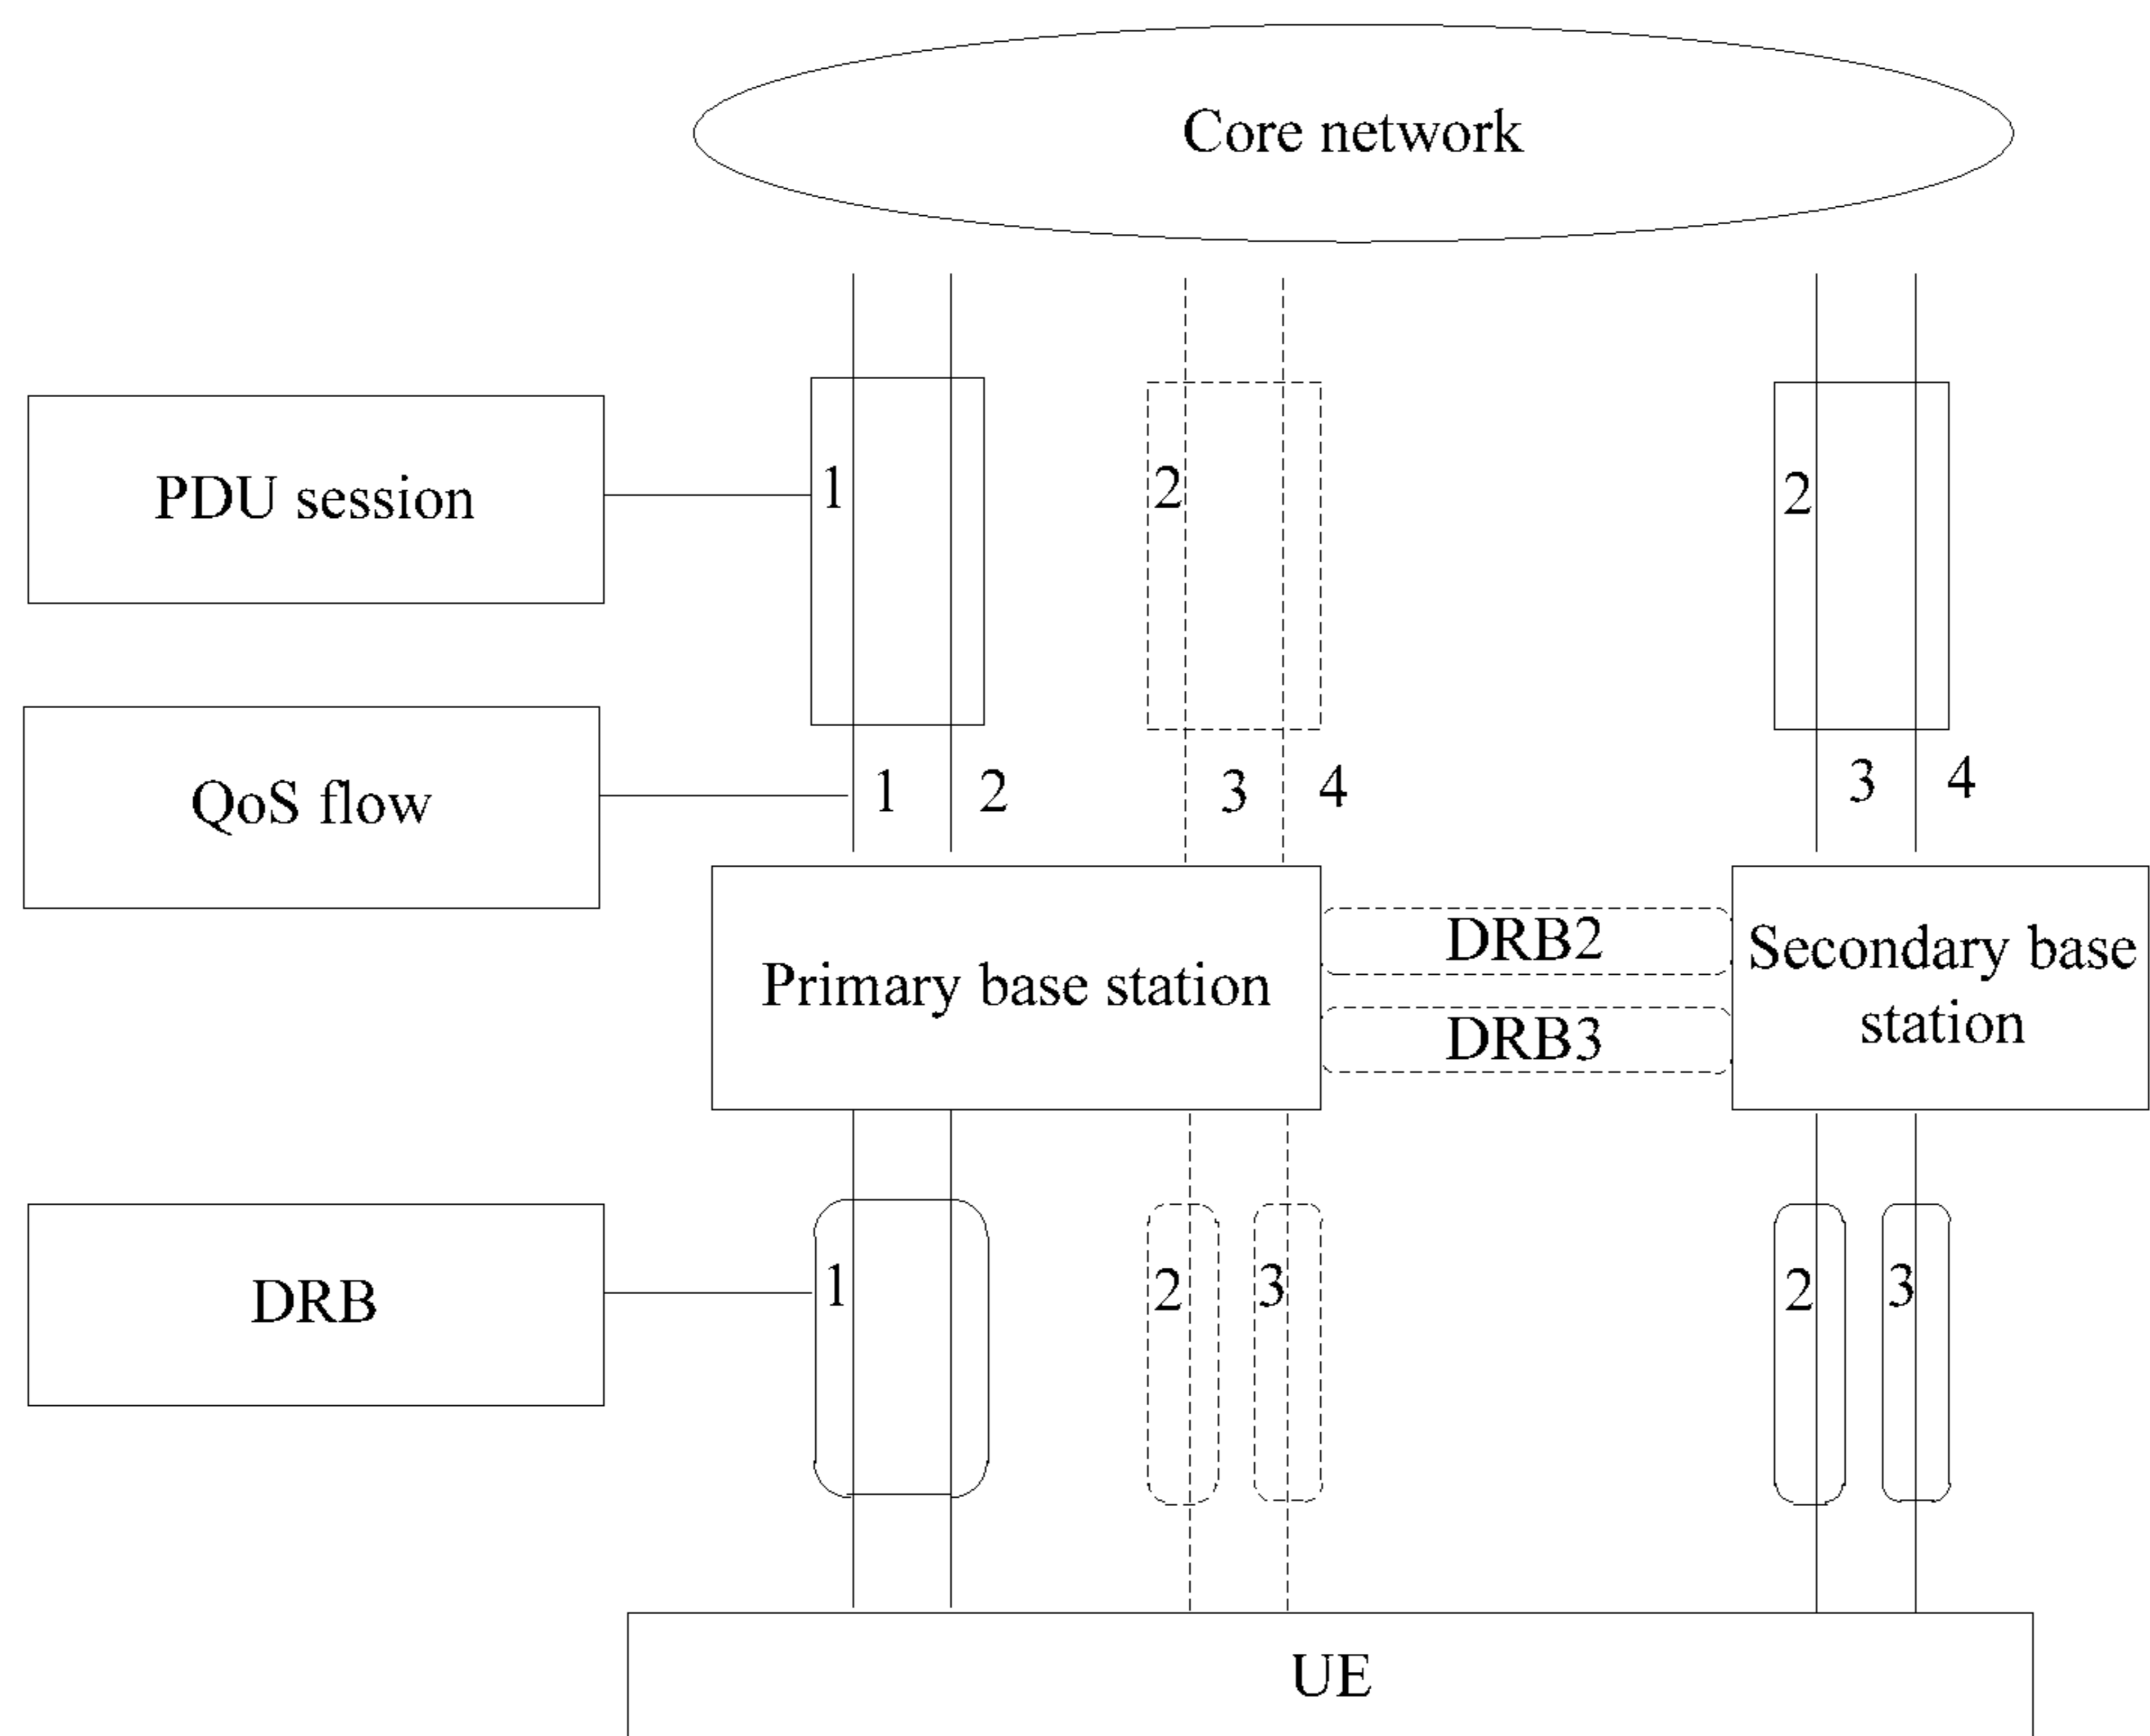 Core network
PDU session
1
2
2
QoS flow
1
2
3
4
3
4
Primary base station
DRB2
DRB3
Secondary base
station
DRB
1
2
3
2
3
UE